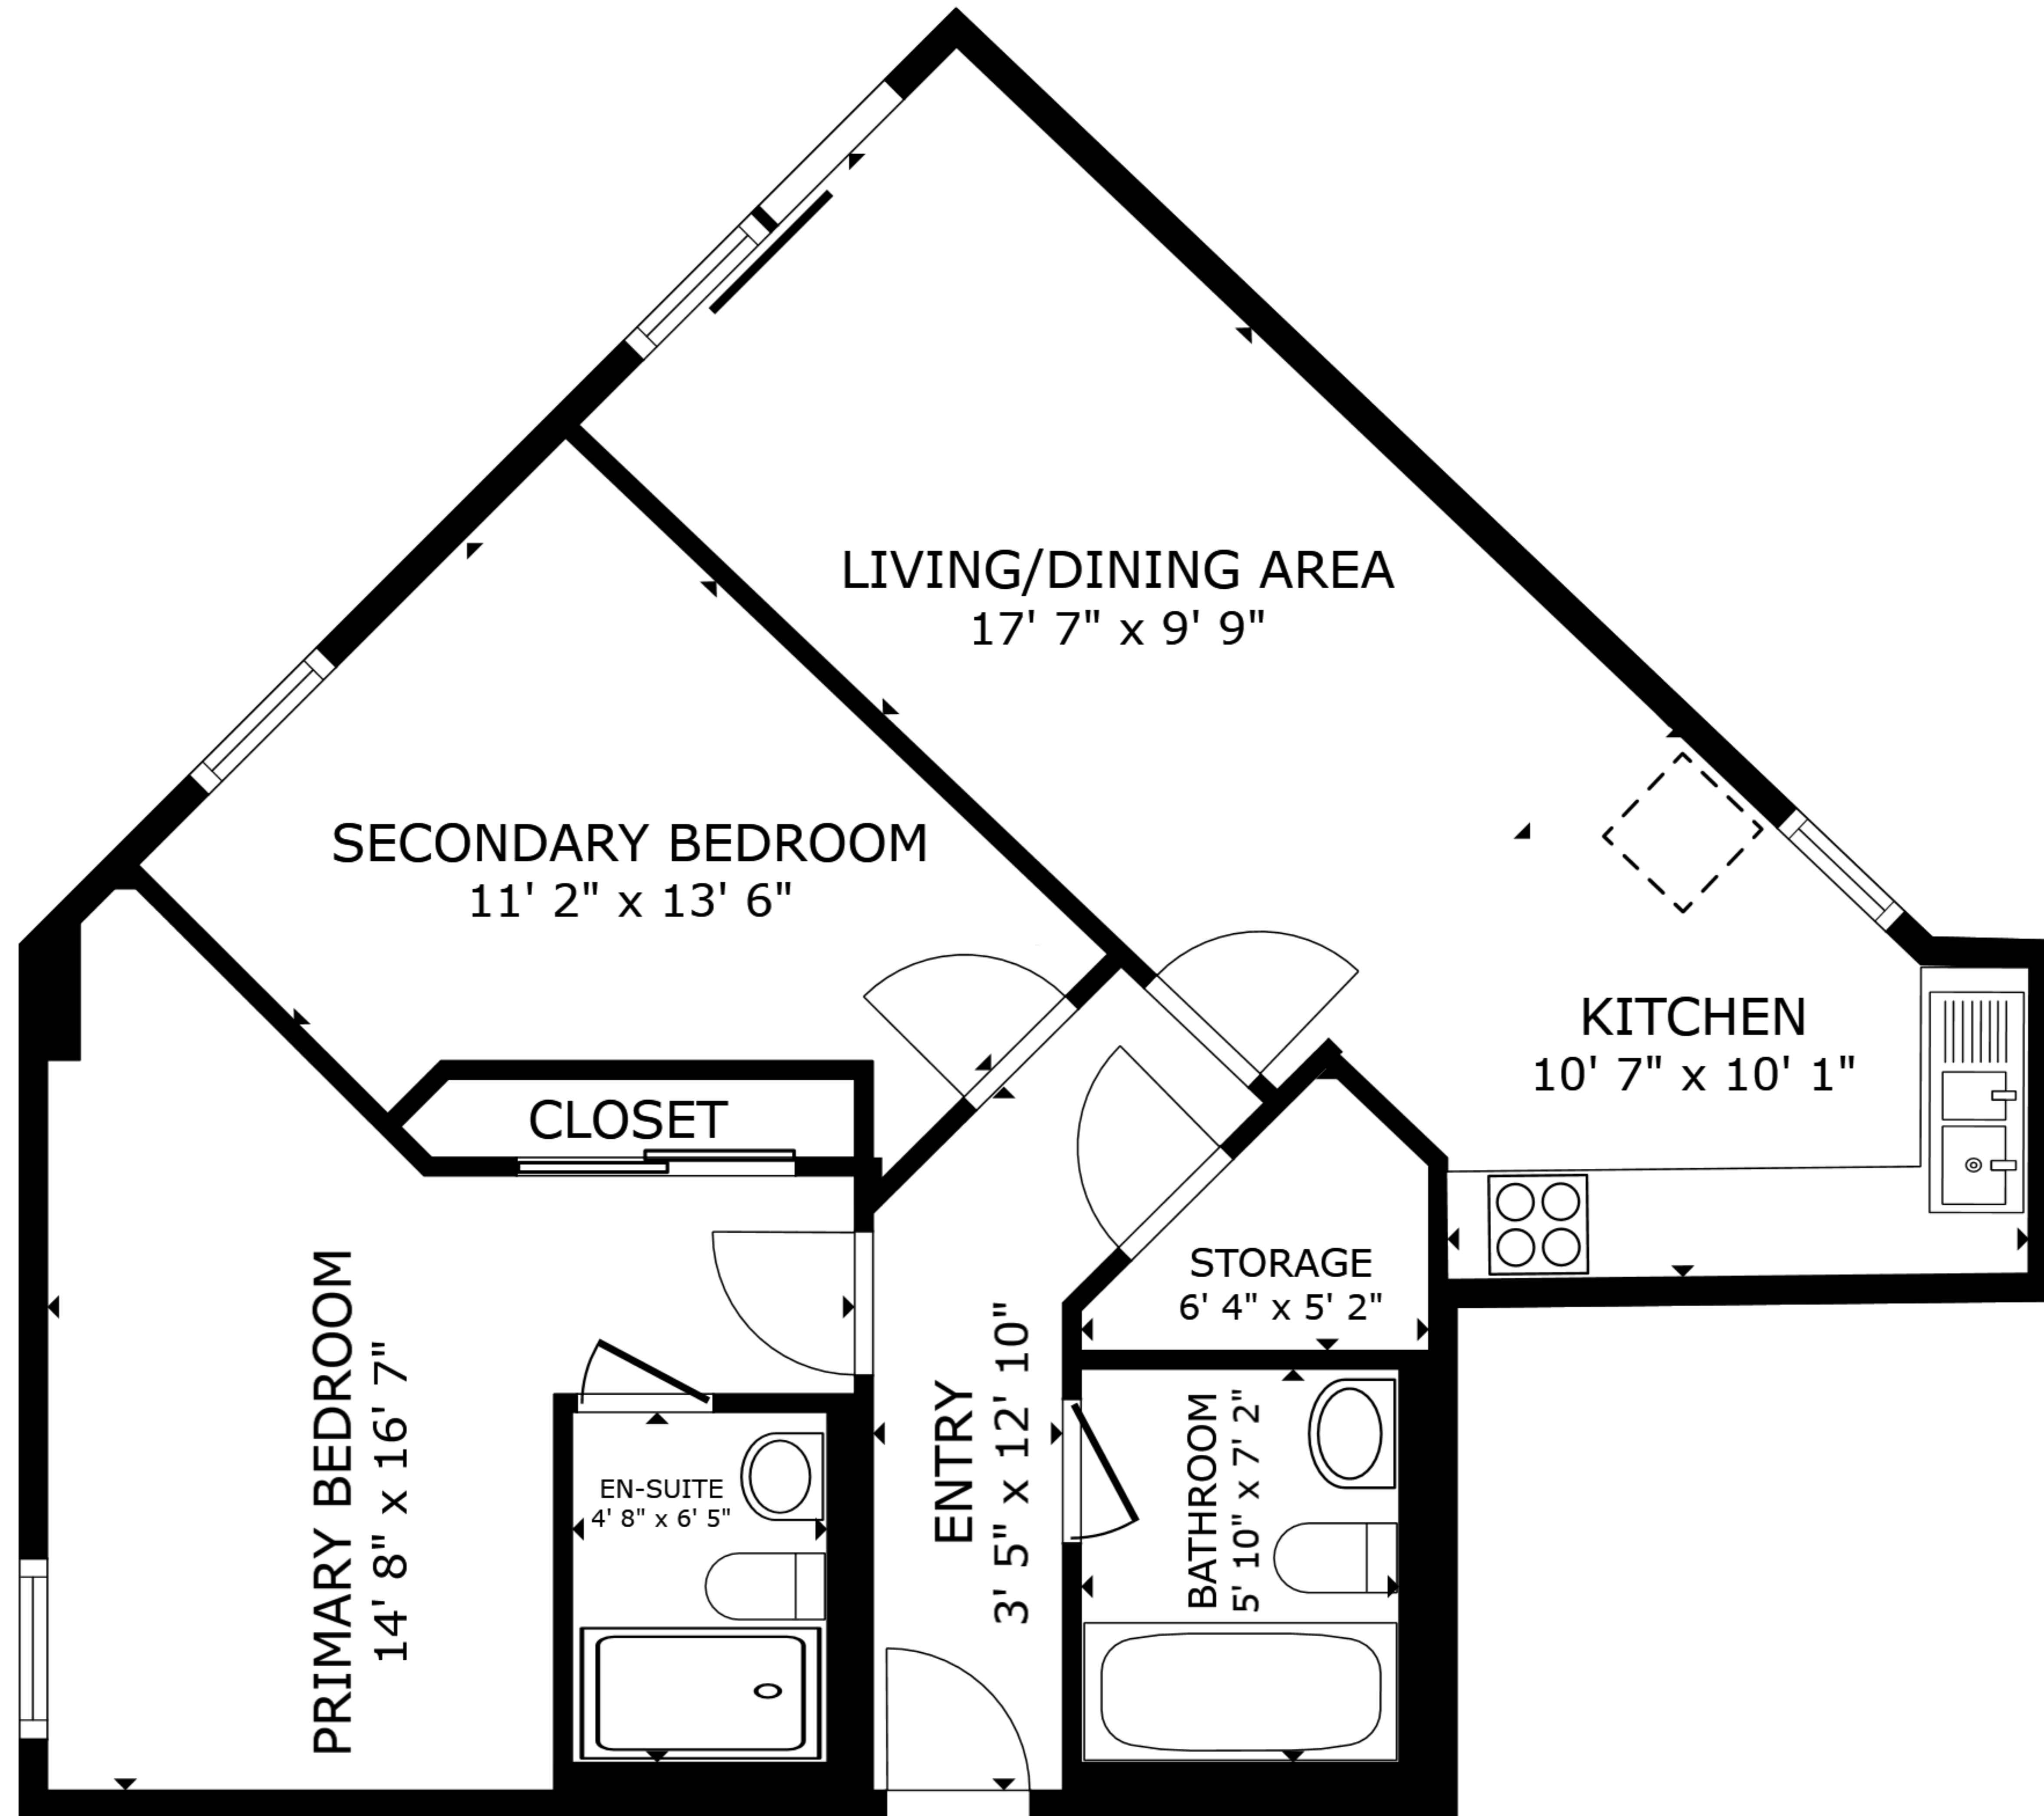 LIVING/DINING AREA
17' 7" x 9' 9"
SECONDARY BEDROOM
11' 2" x 13' 6"
KITCHEN
10' 7" x 10' 1"
CLOSET
STORAGE
6' 4" x 5' 2"
PRIMARY BEDROOM
14' 8" x 16' 7"
EN-SUITE
4' 8" x 6' 5"
ENTRY
3' 5" x 12' 10"
BATHROOM
5' 10" x 7' 2"